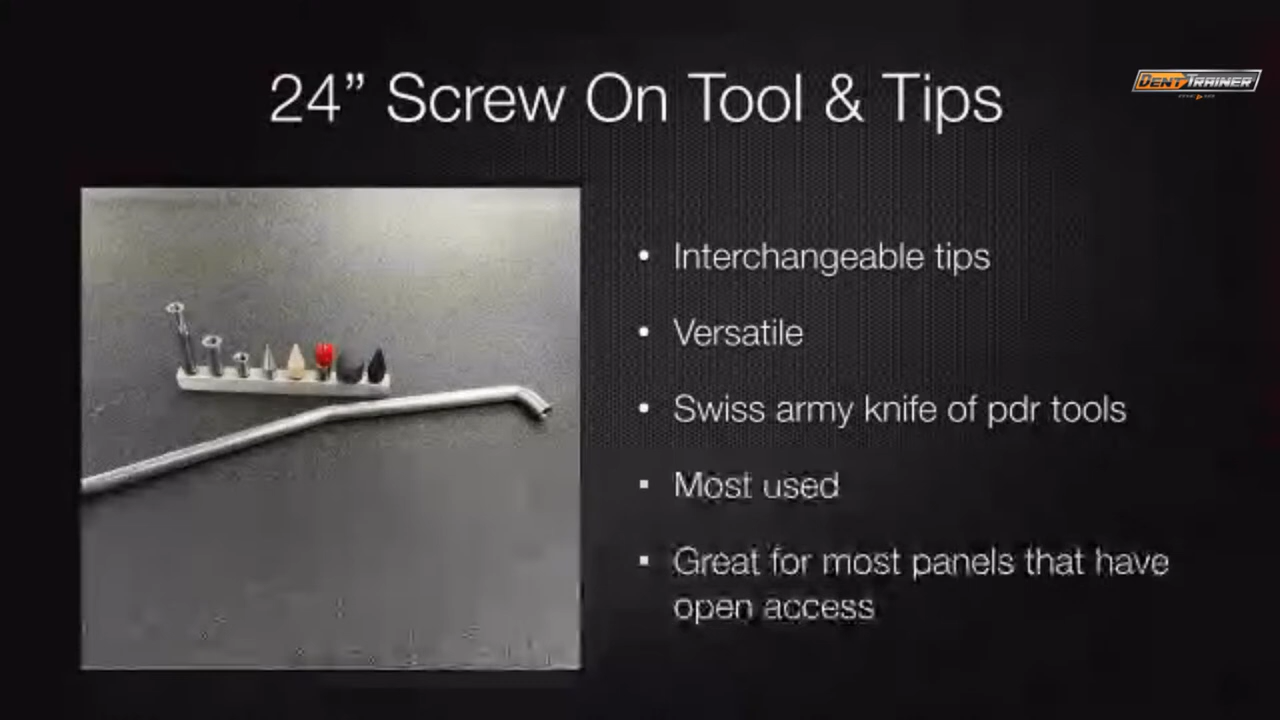 24” Screw On Tool & Tips
DENT TRAINER
• Interchangeable tips
• Versatile
• Swiss army knife of pdr tools
▪ Most used
▪ Great for most panels that have
open access